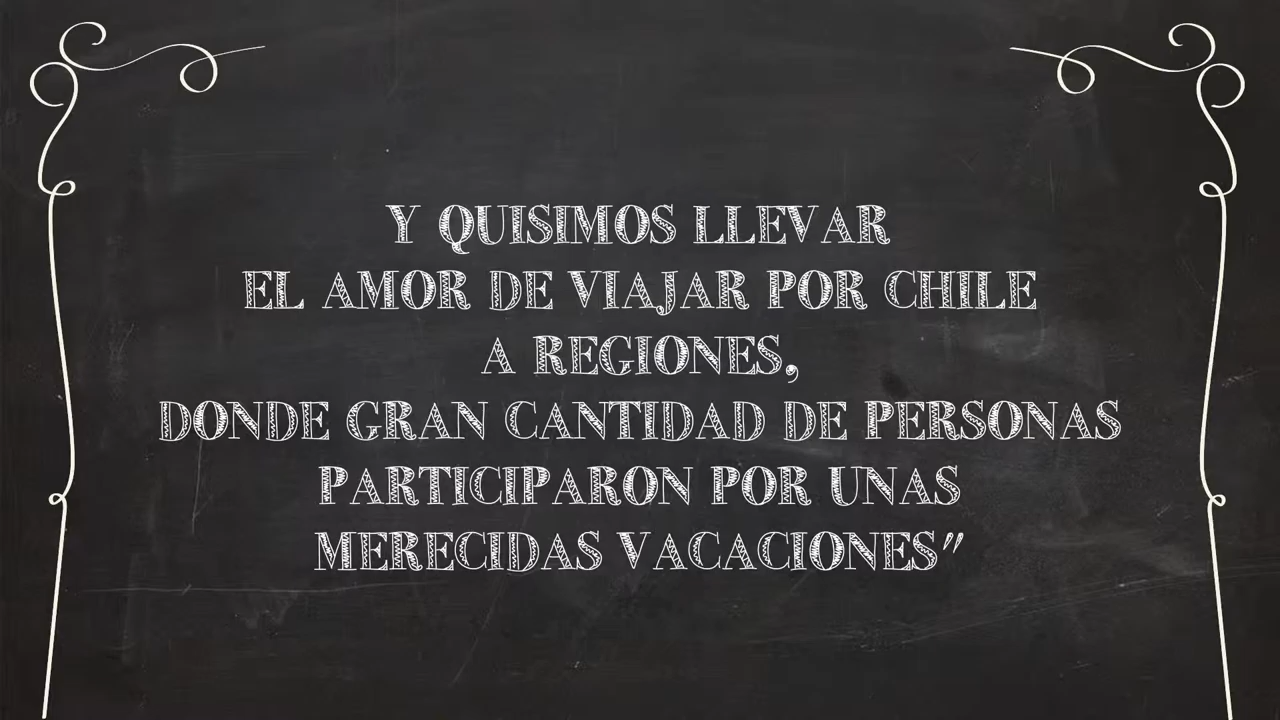 Y QUISIMOS LLEVAR
EL AMOR DE VIAJAR POR CHILE
A REGIONES,
DONDE GRAN CANTIDAD DE PERSONAS
PARTICIPARON POR UNAS
MERECIDAS VACACIONES"